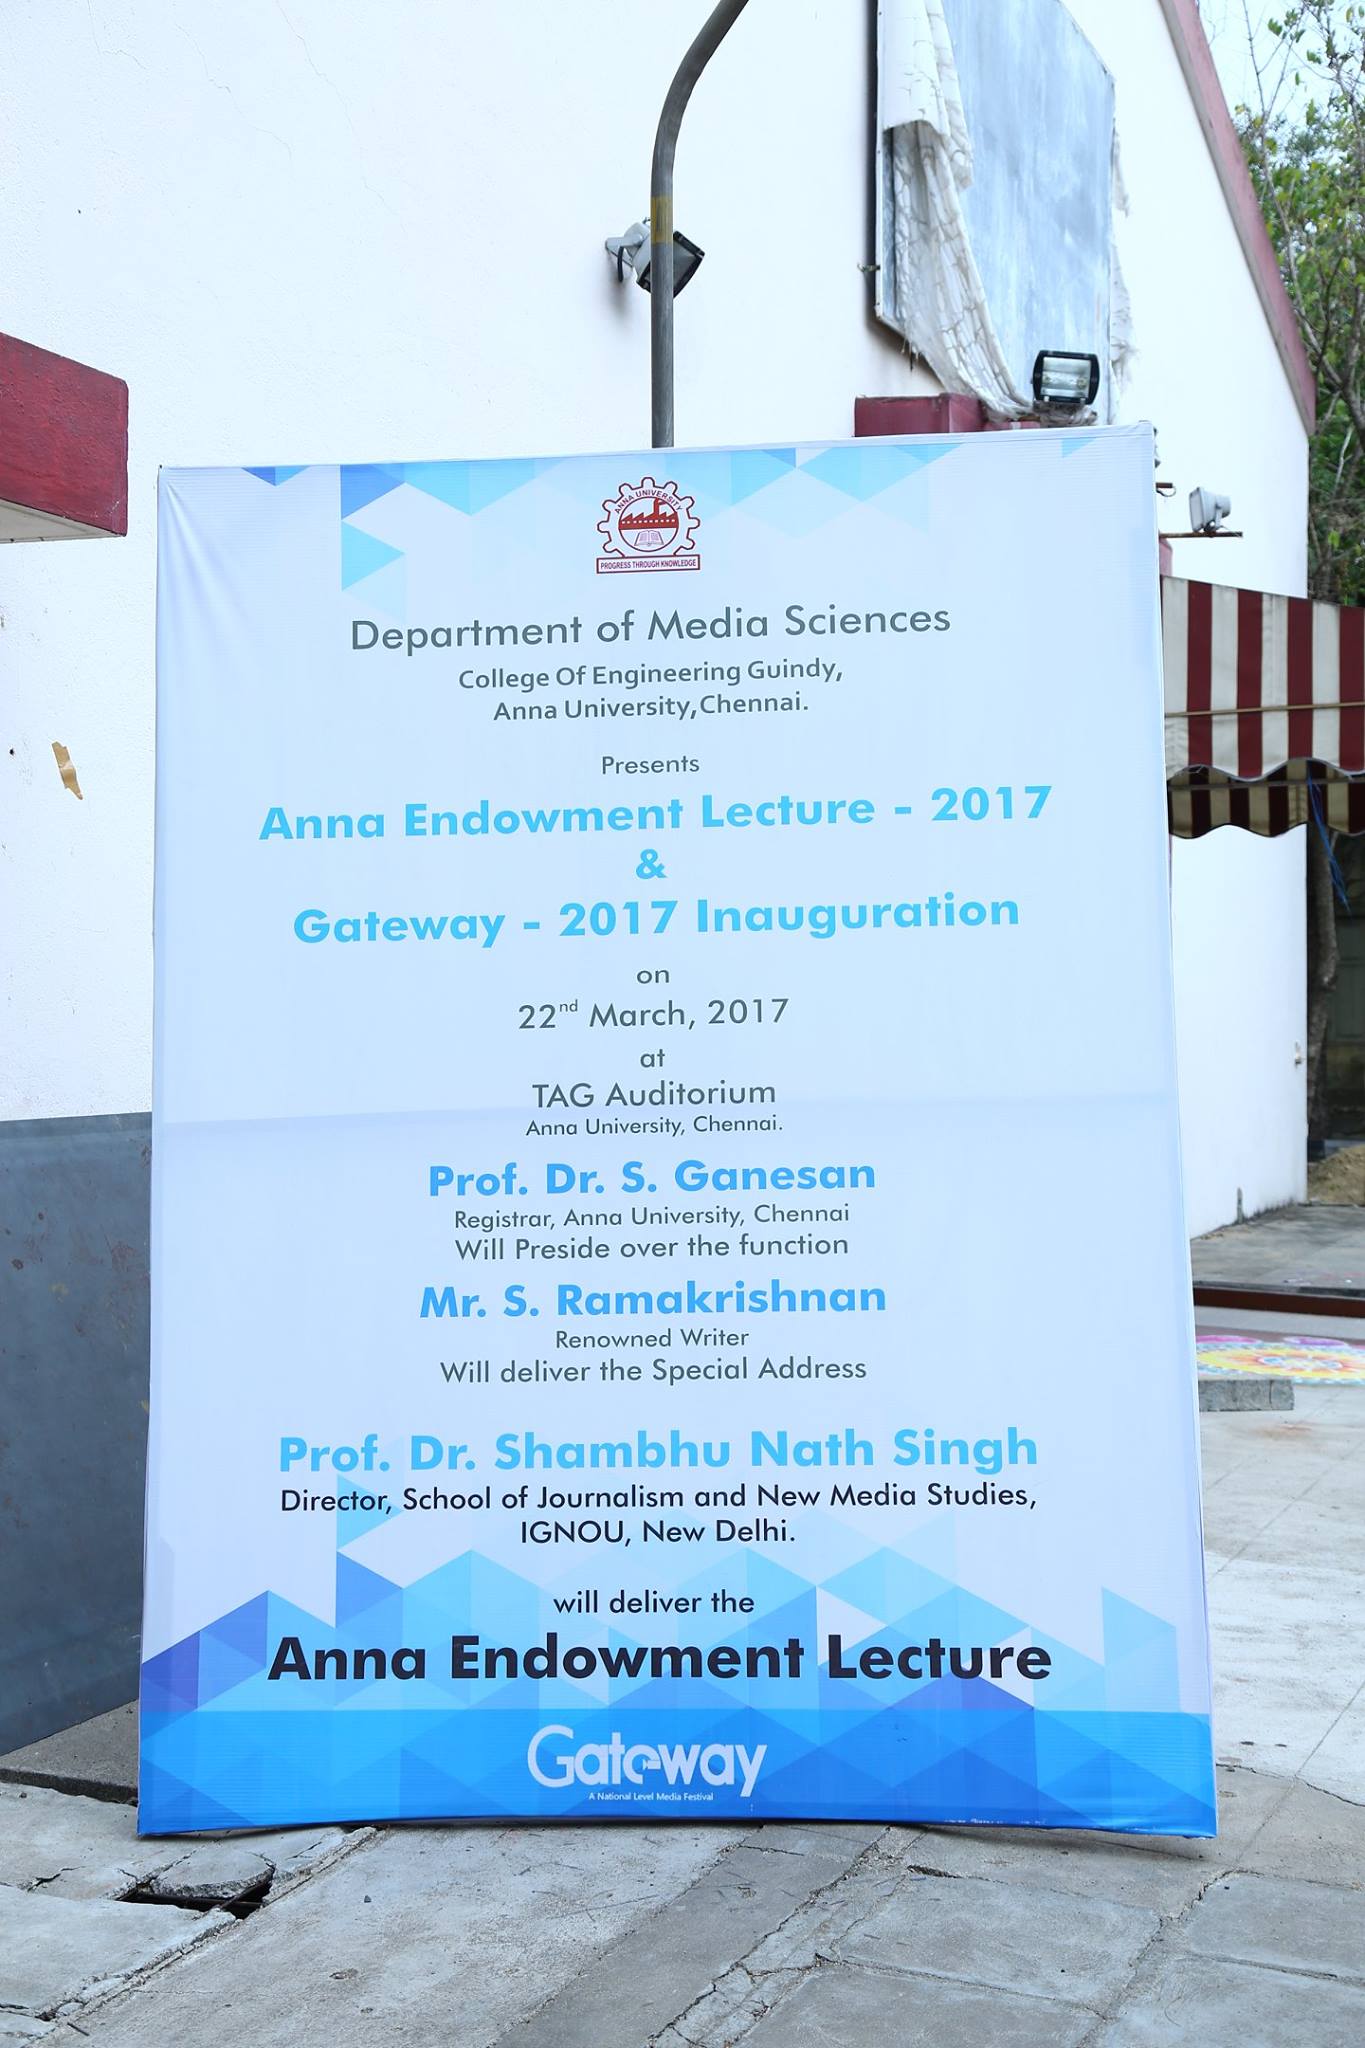 ANNA UNIVERSITY
PROGRESS THROUGH KNOWLEDGE
Department of Media Sciences
College Of Engineering Guindy,
Anna University,Chennai.
Presents
Anna Endowment Lecture - 2017
&
Gateway - 2017 Inauguration
on
22nd March, 2017
at
TAG Auditorium
Anna University, Chennai.
Prof. Dr. S. Ganesan
Registrar, Anna University, Chennai
Will Preside over the function
Mr. S. Ramakrishnan
Renowned Writer
Will deliver the Special Address
Prof. Dr. Shambhu Nath Singh
Director, School of Journalism and New Media Studies,
IGNOU, New Delhi.
will deliver the
Anna Endowment Lecture
Gateway
A National Level Media Festival